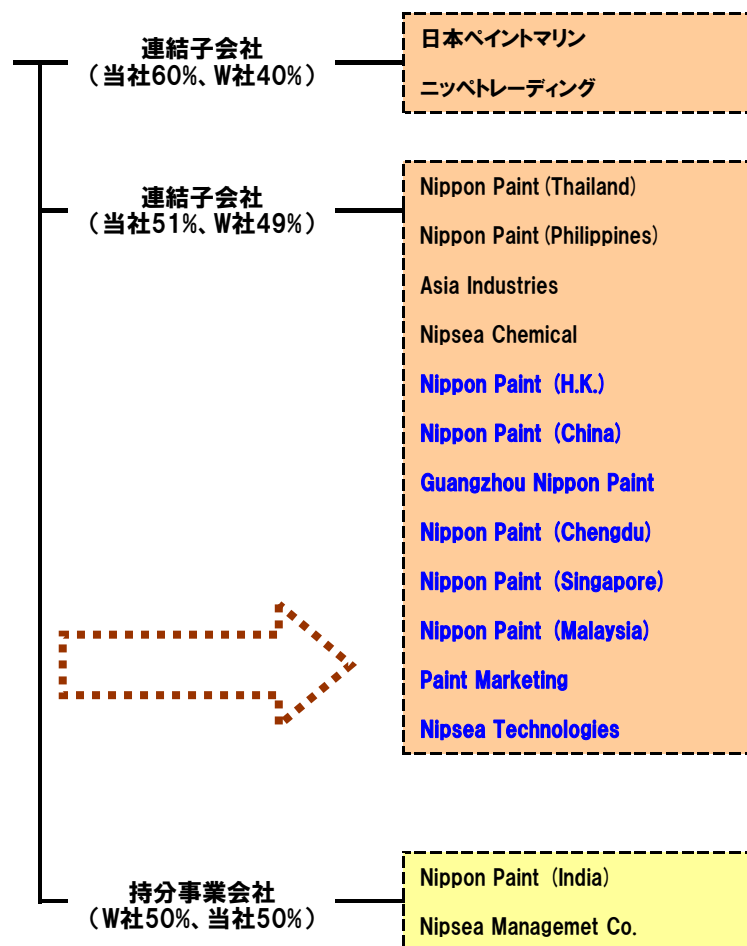 連結子会社
（当社60%、W社40%）
日本ペイントマリン
ニッペトレーディング
連結子会社
（当社51%、W社49%）
Nippon Paint (Thailand)
Nippon Paint (Philippines)
Asia Industries
Nipsea Chemical
Nippon Paint (H.K.)
Nippon Paint (China)
Guangzhou Nippon Paint
Nippon Paint (Chengdu)
Nippon Paint (Singapore)
Nippon Paint (Malaysia)
Paint Marketing
Nipsea Technologies
持分事業会社
（W社50%、当社50%）
Nippon Paint (India)
Nipsea Managemet Co.